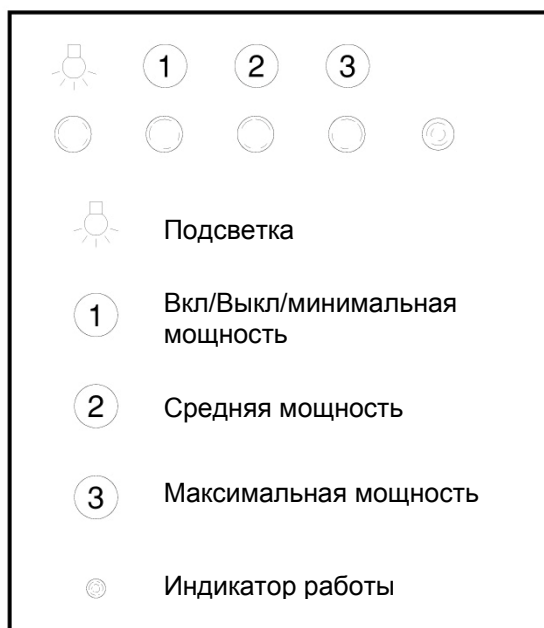 1 2 3
Подсветка
1 Вкл/Выкл/минимальная
мощность
2 Средняя мощность
3 Максимальная мощность
Индикатор работы